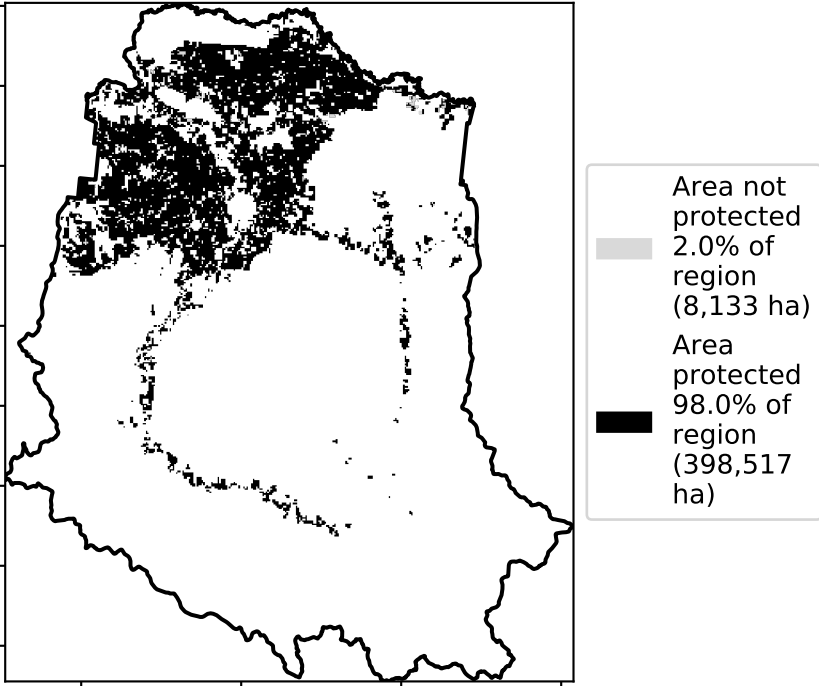 Area not
protected
2.0% of
region
(8,133 ha)
Area
protected
98.0% of
region
(398,517
ha)